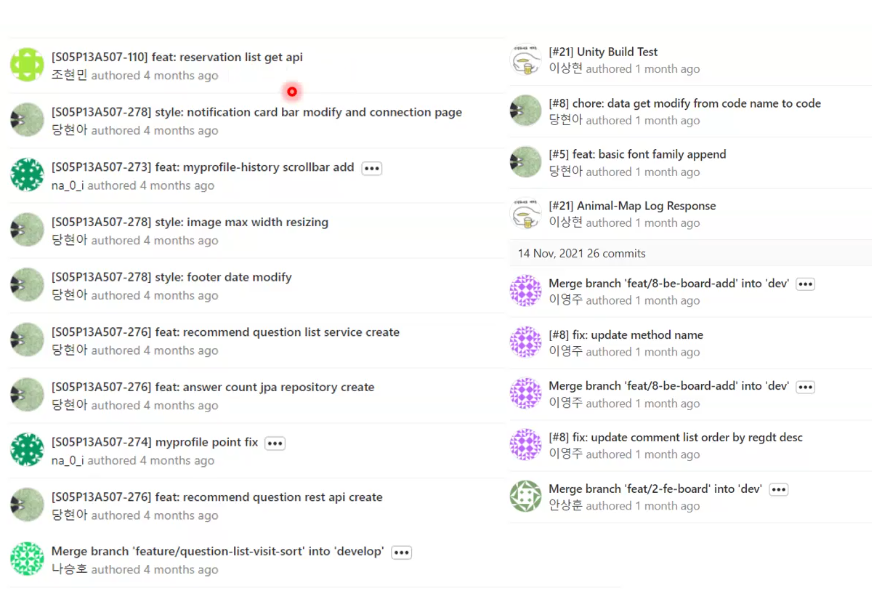 [S05P13A507-110] feat: reservation list get api
조현민 authored 4 months ago
[S05P13A507-278] style: notification card bar modify and connection page
당현아 authored 4 months ago
[S05P13A507-273] feat: myprofile-history scrollbar add
na_0_i authored 4 months ago
[S05P13A507-278] style: image max width resizing
당현아 authored 4 months ago
[S05P13A507-278] style: footer date modify
당현아 authored 4 months ago
[S05P13A507-276] feat: recommend question list service create
당현아 authored 4 months ago
[S05P13A507-276] feat: answer count jpa repository create
당현아 authored 4 months ago
[S05P13A507-274] myprofile point fix
na_0_i authored 4 months ago
[S05P13A507-276] feat: recommend question rest api create
당현아 authored 4 months ago
Merge branch 'feature/question-list-visit-sort' into 'develop'
나승호 authored 4 months ago
[#21] Unity Build Test
이상현 authored 1 month ago
[#8] chore: data get modify from code name to code
당현아 authored 1 month ago
[#5] feat: basic font family append
당현아 authored 1 month ago
[#21] Animal-Map Log Response
이상현 authored 1 month ago
14 Nov, 2021 26 commits
Merge branch 'feat/8-be-board-add' into 'dev'
이영주 authored 1 month ago
[#8] fix: update method name
이영주 authored 1 month ago
Merge branch 'feat/8-be-board-add' into 'dev'
이영주 authored 1 month ago
[#8] fix: update comment list order by regdt desc
이영주 authored 1 month ago
Merge branch 'feat/2-fe-board' into 'dev'
안상훈 authored 1 month ago